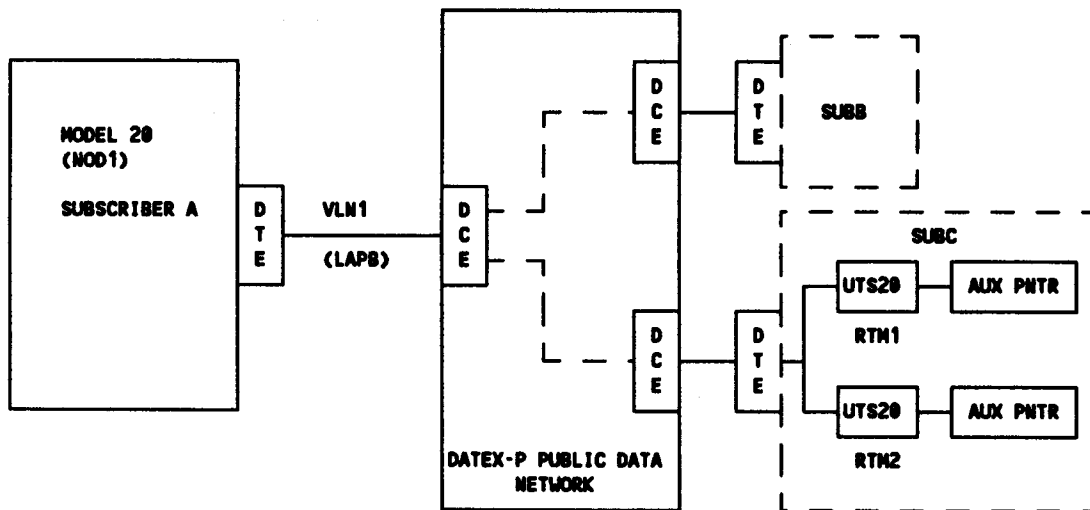 MODEL 20
(NOD1)
SUBSCRIBER A
D
T
E
VLN1
(LAPB)
D
C
E
D
C
E
D
T
E
SUBB
D
C
E
D
T
E
SUBC
UTS20
AUX PNTR
RTM1
UTS20
AUX PNTR
RTM2
DATEX-P PUBLIC DATA
NETWORK